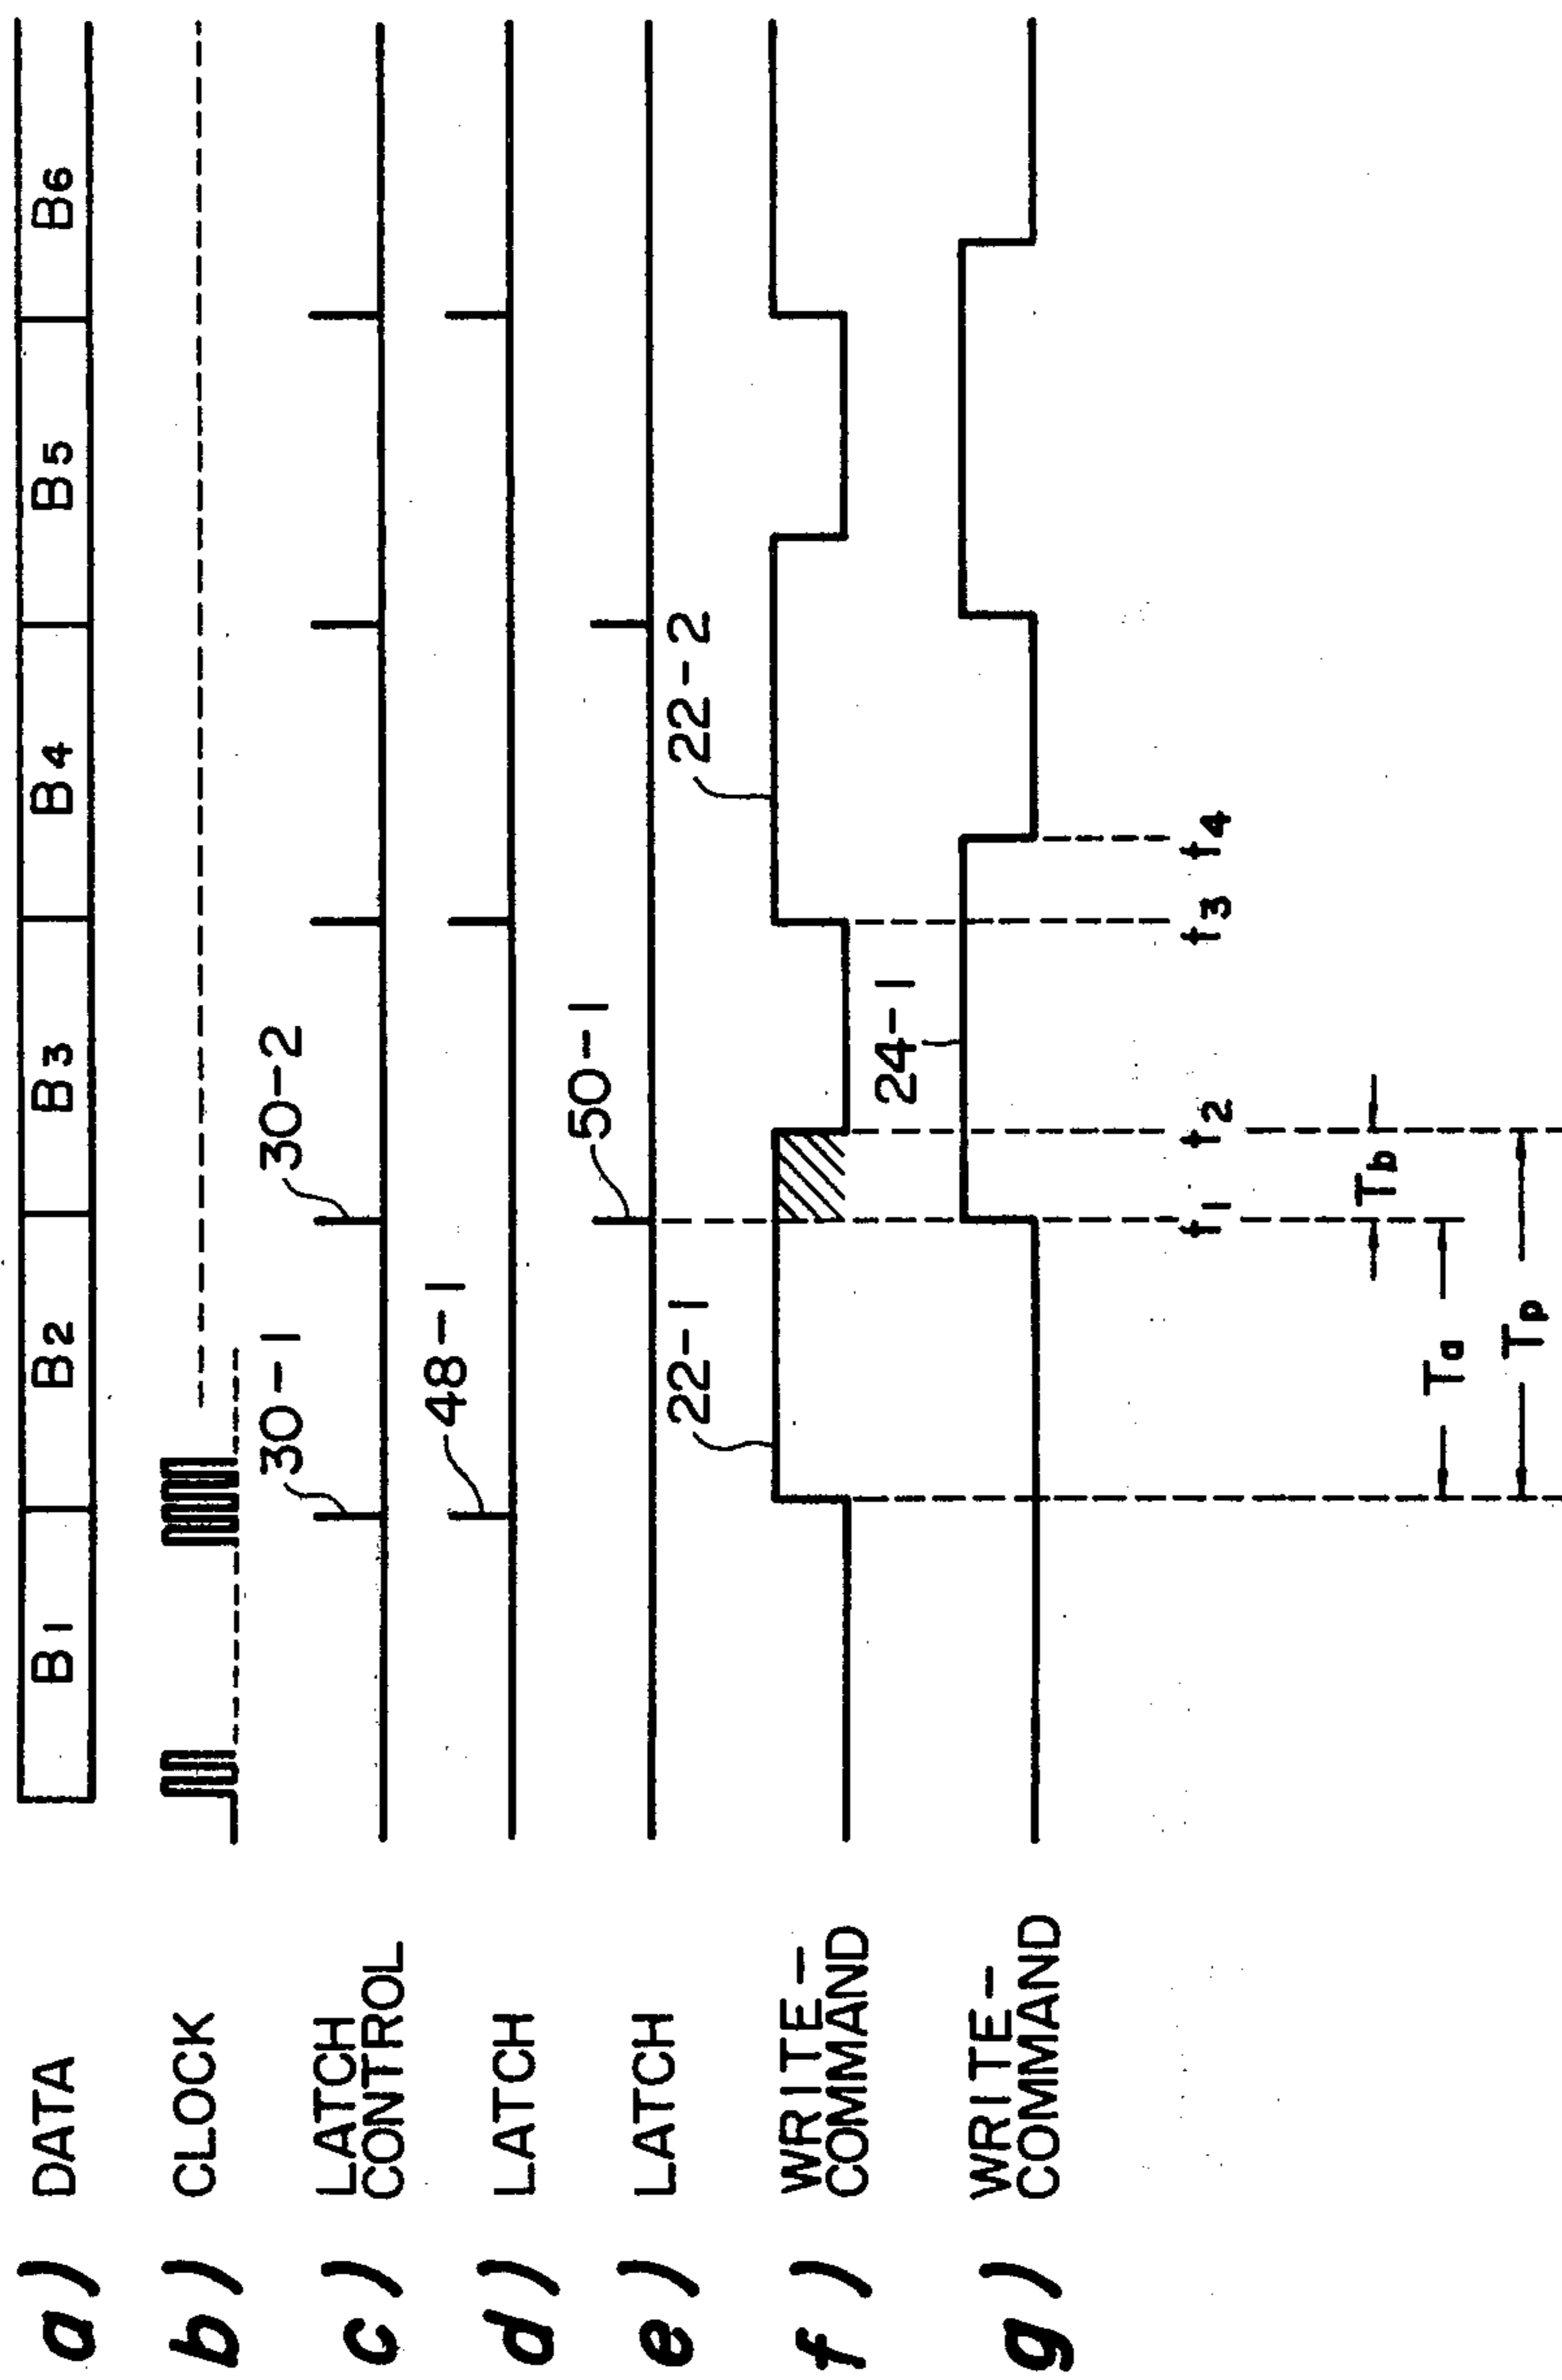 a) DATA B1 B2 B3 B4 B5 B6
b) CLOCK
c) LATCH CONTROL 30-1 30-2
d) LATCH 48-1
e) LATCH 50-1
f) WRITE-COMMAND 22-1 22-2
g) WRITE-COMMAND 24-1
t1 t2 t3 t4
Tb
Ta
Tp